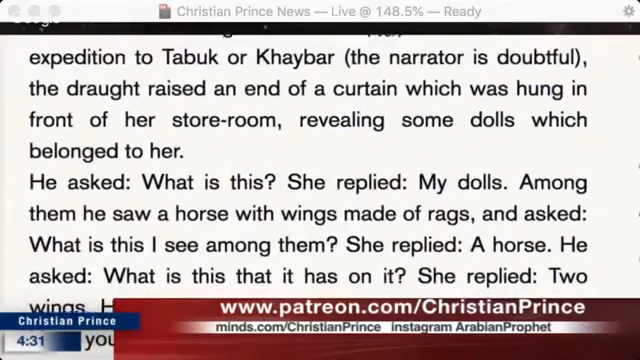 Christian Prince News — Live @ 148.5% — Ready
expedition to Tabuk or Khaybar (the narrator is doubtful),
the draught raised an end of a curtain which was hung in
front of her store-room, revealing some dolls which
belonged to her.
He asked: What is this? She replied: My dolls. Among
them he saw a horse with wings made of rags, and asked:
What is this I see among them? She replied: A horse. He
asked: What is this that it has on it? She replied: Two
wings. H
www.patreon.com/ChristianPrince
Christian Prince
minds.com/ChristianPrince instagram ArabianProphet
4:31
you